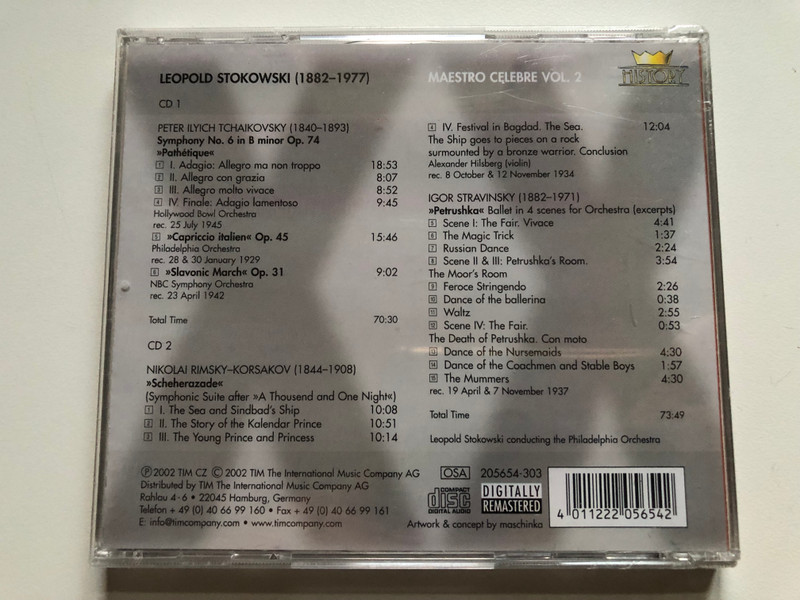 LEOPOLD STOKOWSKI (1882–1977)
CD 1
PETER ILYICH TCHAIKOVSKY (1840–1893)
Symphony No. 6 in B minor Op. 74
»Pathétique«
1 I. Adagio: Allegro ma non troppo 18:53
2 II. Allegro con grazia 8:07
3 III. Allegro molto vivace 8:52
4 IV. Finale: Adagio lamentoso 9:45
Hollywood Bowl Orchestra
rec. 25 July 1945
5 »Capriccio italien« Op. 45 15:46
Philadelphia Orchestra
rec. 28 & 30 January 1929
6 »Slavonic March« Op. 31 9:02
NBC Symphony Orchestra
rec. 23 April 1942
Total Time 70:30
CD 2
NIKOLAI RIMSKY–KORSAKOV (1844–1908)
»Scheherazade«
(Symphonic Suite after »A Thousend and One Night«)
1 I. The Sea and Sindbad's Ship 10:08
2 II. The Story of the Kalendar Prince 10:51
3 III. The Young Prince and Princess 10:14
MAESTRO CELEBRE VOL. 2
HISTORY
4 IV. Festival in Bagdad. The Sea. 12:04
The Ship goes to pieces on a rock
surmounted by a bronze warrior. Conclusion
Alexander Hilsberg (violin)
rec. 8 October & 12 November 1934
IGOR STRAVINSKY (1882–1971)
»Petrushka« Ballet in 4 scenes for Orchestra (excerpts)
5 Scene I: The Fair. Vivace 4:41
6 The Magic Trick 1:37
7 Russian Dance 2:24
8 Scene II & III: Petrushka's Room. 3:54
The Moor's Room
9 Feroce Stringendo 2:26
10 Dance of the ballerina 0:38
11 Waltz 2:55
12 Scene IV: The Fair. 0:53
The Death of Petrushka. Con moto
13 Dance of the Nursemaids 4:30
14 Dance of the Coachmen and Stable Boys 1:57
15 The Mummers 4:30
rec. 19 April & 7 November 1937
Total Time 73:49
Leopold Stokowski conducting the Philadelphia Orchestra
℗ 2002 TIM CZ © 2002 TIM The International Music Company AG
Distributed by TIM The International Music Company AG
Rahlau 4 - 6 • 22045 Hamburg, Germany
Telefon + 49 (0) 40 66 99 160 • Fax + 49 (0) 40 66 99 161
E: info@timcompany.com • www.timcompany.com
OSA 205654-303
COMPACT disc DIGITAL AUDIO
DIGITALLY REMASTERED
Artwork & concept by maschinka
4 011222 056542